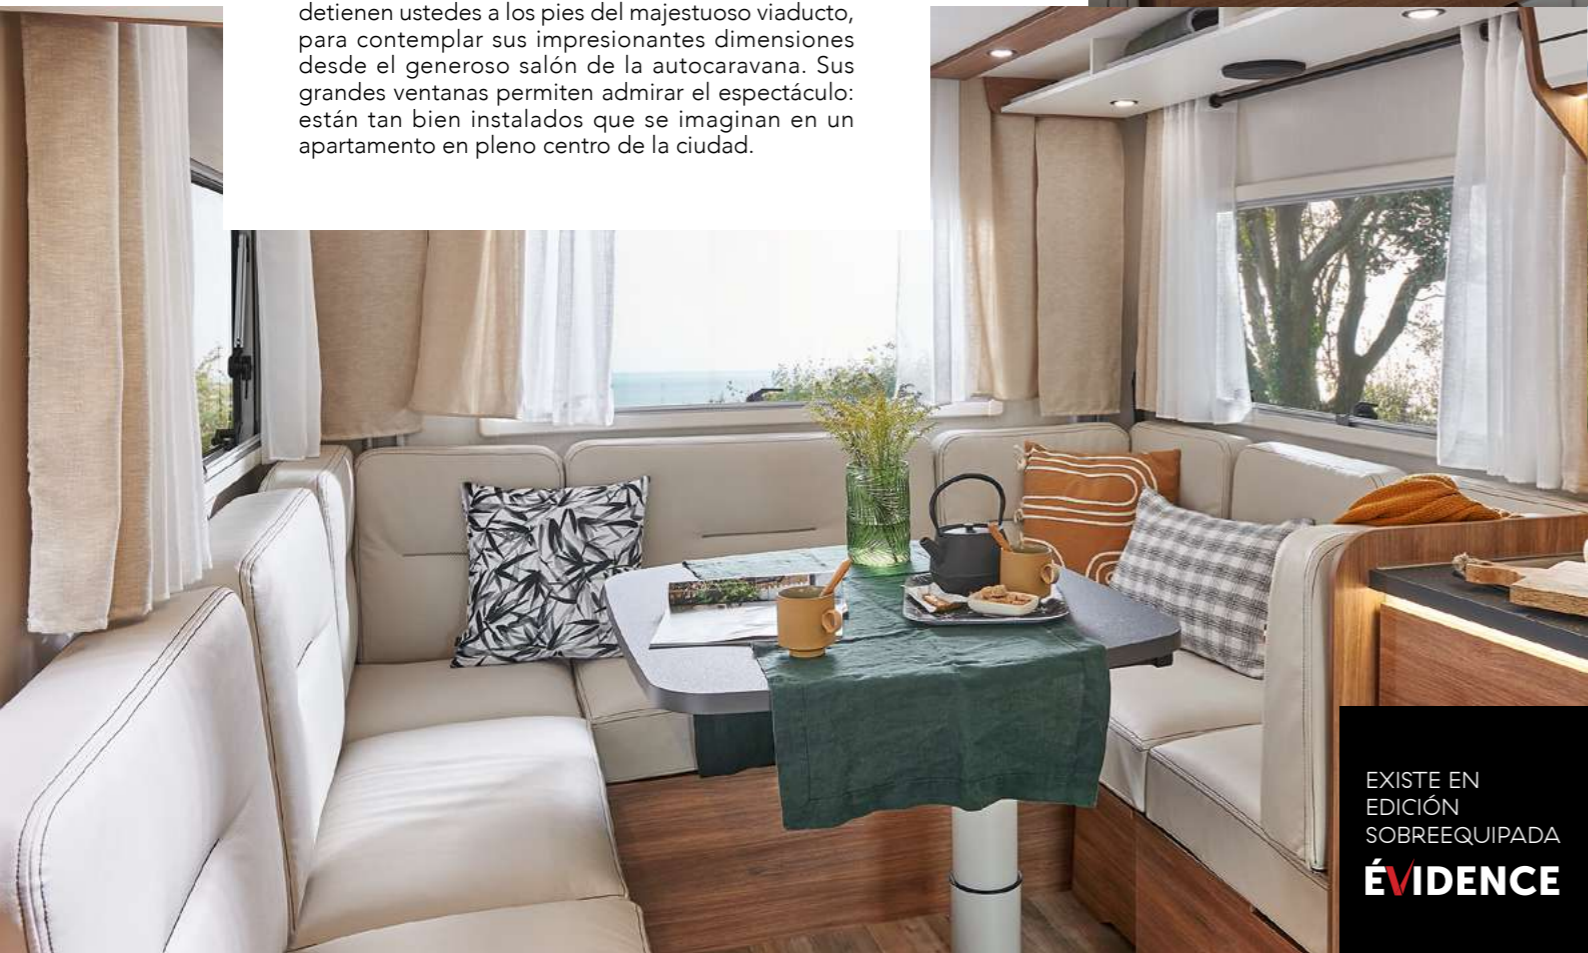 detienen ustedes a los pies del majestuoso viaducto,
para contemplar sus impresionantes dimensiones
desde el generoso salón de la autocaravana. Sus
grandes ventanas permiten admirar el espectáculo:
están tan bien instalados que se imaginan en un
apartamento en pleno centro de la ciudad.
EXISTE EN
EDICIÓN
SOBREEQUIPADA
ÉVIDENCE